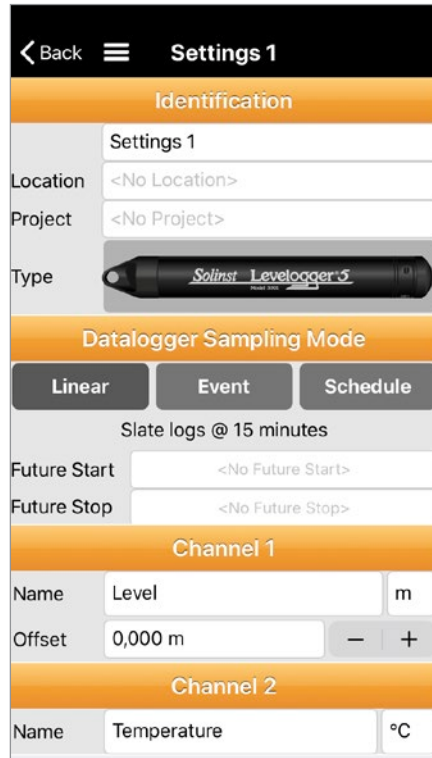 Back Settings 1
Identification
Settings 1
Location <No Location>
Project <No Project>
Type Solinst Levelogger 5
Datalogger Sampling Mode
Linear Event Schedule
Slate logs @ 15 minutes
Future Start <No Future Start>
Future Stop <No Future Stop>
Channel 1
Name Level m
Offset 0,000 m − +
Channel 2
Name Temperature °C